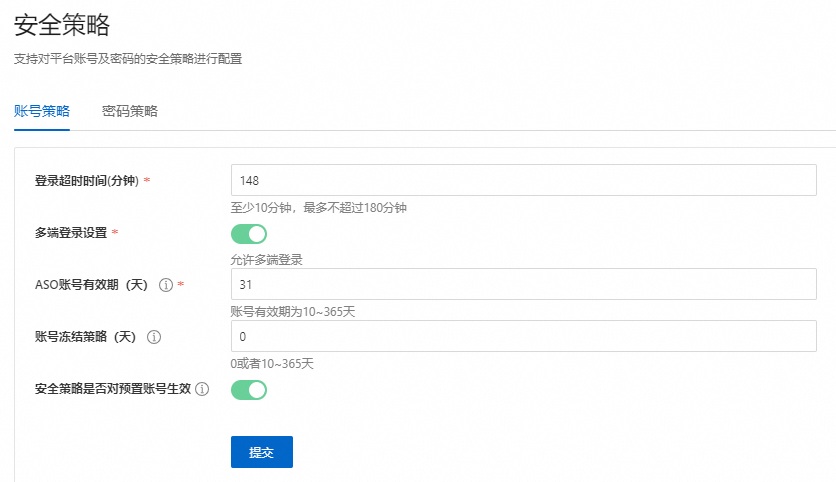 安全策略
支持对平台账号及密码的安全策略进行配置
账号策略 密码策略
登录超时时间(分钟) * 148
至少10分钟，最多不超过180分钟
多端登录设置 *
允许多端登录
ASO账号有效期（天） * 31
账号有效期为10~365天
账号冻结策略（天） 0
0或者10~365天
安全策略是否对预置账号生效
提交